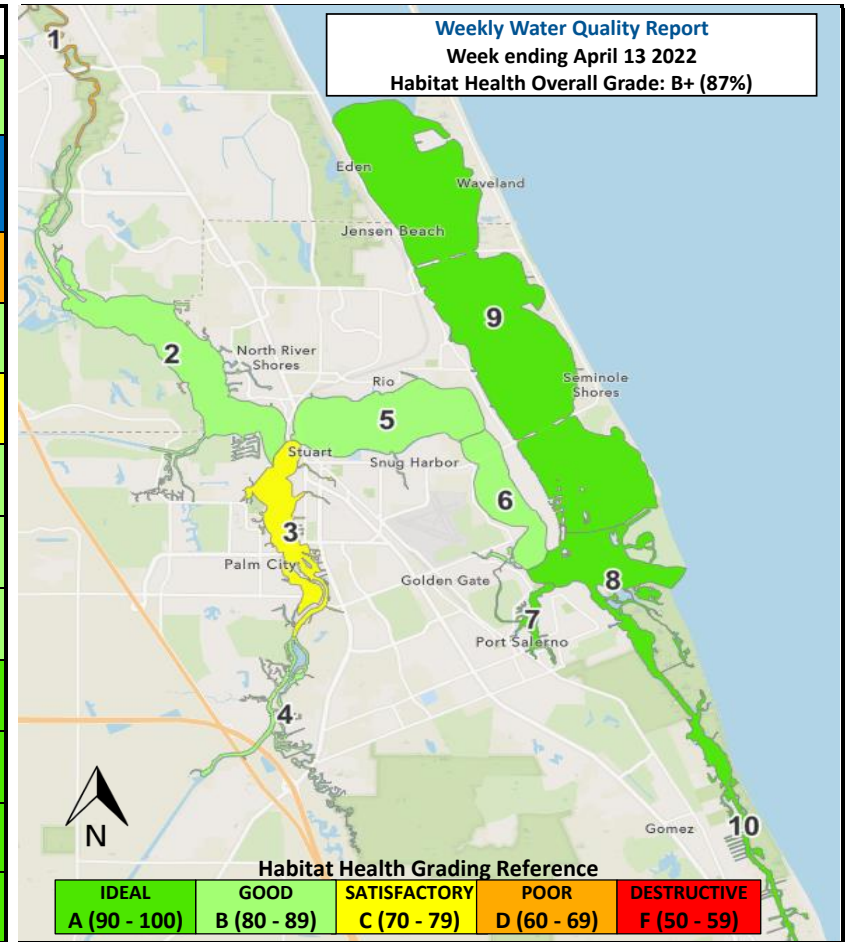 Weekly Water Quality Report
Week ending April 13 2022
Habitat Health Overall Grade: B+ (87%)
1
Eden
Waveland
Jensen Beach
9
2
North River
Shores
Rio
Seminole
Shores
5
Stuart
Snug Harbor
6
3
Palm City
Golden Gate
8
7
Port Salerno
4
N
Gomez
10
Habitat Health Grading Reference
IDEAL GOOD SATISFACTORY POOR DESTRUCTIVE
A (90 - 100) B (80 - 89) C (70 - 79) D (60 - 69) F (50 - 59)